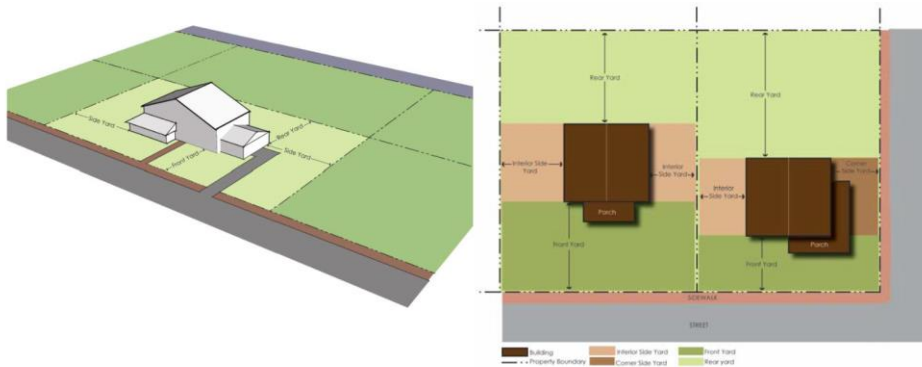 Side Yard
Rear Yard
Front Yard
Side Yard
Rear Yard
Rear Yard
Interior Side
Yard
Interior
Side Yard
Porch
Front Yard
Interior
Side Yard
Corner
Side Yard
Porch
Front Yard
SIDEWALK
STREET
Building
Property Boundary
Interior Side Yard
Corner Side Yard
Front Yard
Rear yard